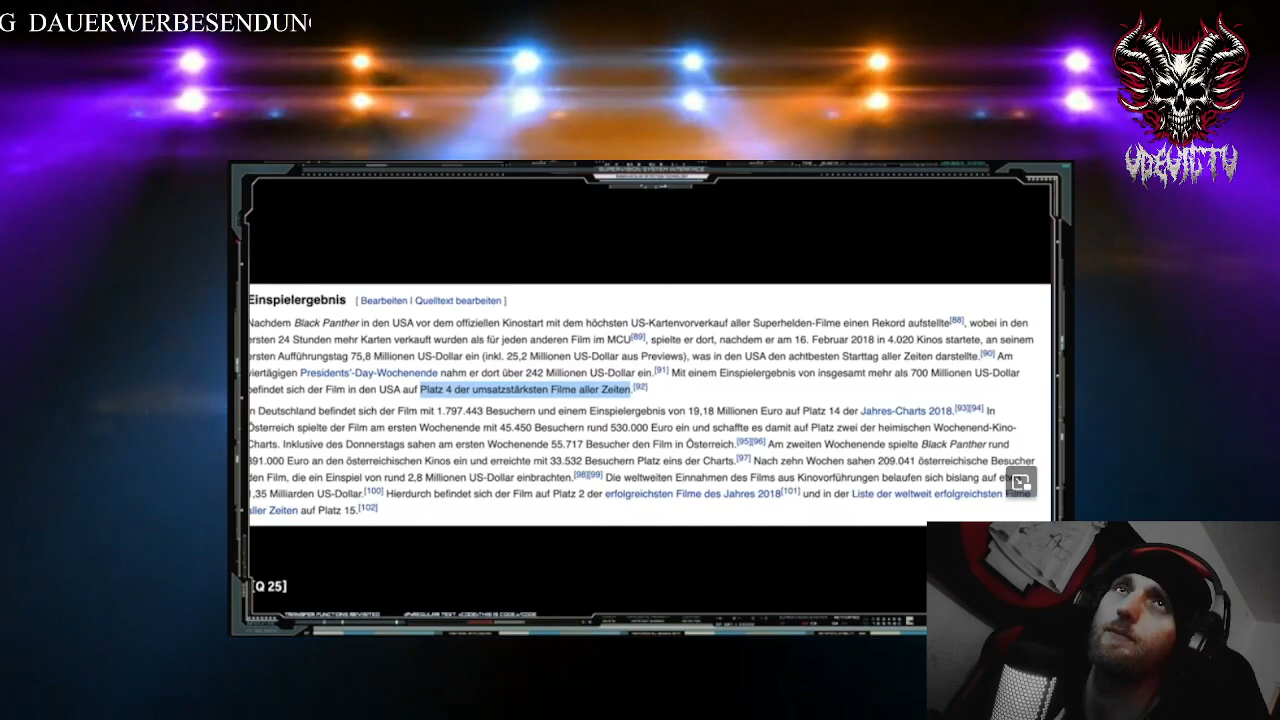 G DAUERWERBESENDUN
VDEVICTV
SUPERVISION SYSTEM INTERFACE
Einspielergebnis [ Bearbeiten | Quelltext bearbeiten ]
Nachdem Black Panther in den USA vor dem offiziellen Kinostart mit dem höchsten US-Kartenvorverkauf aller Superhelden-Filme einen Rekord aufstellte[88], wobei in den
ersten 24 Stunden mehr Karten verkauft wurden als für jeden anderen Film im MCU[89], spielte er dort, nachdem er am 16. Februar 2018 in 4.020 Kinos startete, an seinem
ersten Aufführungstag 75,8 Millionen US-Dollar ein (inkl. 25,2 Millionen US-Dollar aus Previews), was in den USA den achtbesten Starttag aller Zeiten darstellte.[90] Am
viertägigen Presidents'-Day-Wochenende nahm er dort über 242 Millionen US-Dollar ein.[91] Mit einem Einspielergebnis von insgesamt mehr als 700 Millionen US-Dollar
befindet sich der Film in den USA auf Platz 4 der umsatzstärksten Filme aller Zeiten.[92]
n Deutschland befindet sich der Film mit 1.797.443 Besuchern und einem Einspielergebnis von 19,18 Millionen Euro auf Platz 14 der Jahres-Charts 2018.[93][94] In
Österreich spielte der Film am ersten Wochenende mit 45.450 Besuchern rund 530.000 Euro ein und schaffte es damit auf Platz zwei der heimischen Wochenend-Kino-
Charts. Inklusive des Donnerstags sahen am ersten Wochenende 55.717 Besucher den Film in Österreich.[95][96] Am zweiten Wochenende spielte Black Panther rund
391.000 Euro an den österreichischen Kinos ein und erreichte mit 33.532 Besuchern Platz eins der Charts.[97] Nach zehn Wochen sahen 209.041 österreichische Besucher
den Film, die ein Einspiel von rund 2,8 Millionen US-Dollar einbrachten.[98][99] Die weltweiten Einnahmen des Films aus Kinovorführungen belaufen sich bislang auf etwa
1,35 Milliarden US-Dollar.[100] Hierdurch befindet sich der Film auf Platz 2 der erfolgreichsten Filme des Jahres 2018[101] und in der Liste der weltweit erfolgreichsten Filme
aller Zeiten auf Platz 15.[102]
[Q 25]
TRANSFER FUNCTIONS REVISITED